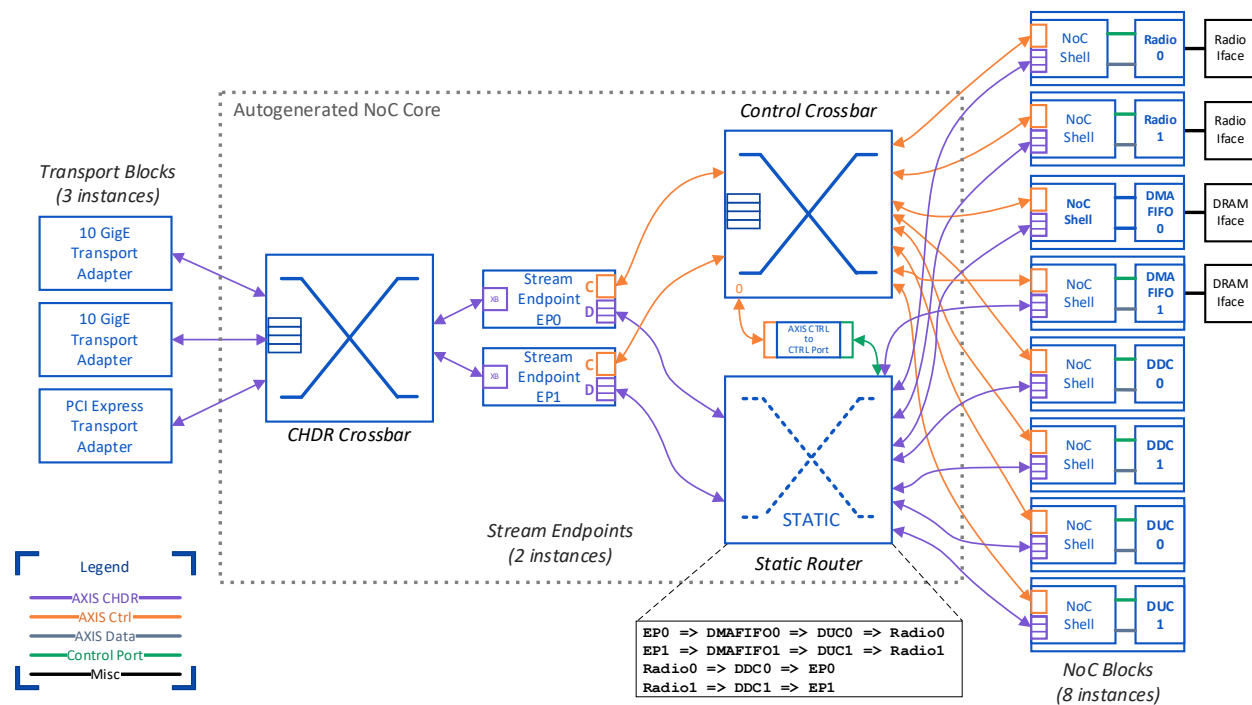 Autogenerated NoC Core
Transport Blocks
(3 instances)
10 GigE
Transport
Adapter
10 GigE
Transport
Adapter
PCI Express
Transport
Adapter
CHDR Crossbar
XB
Stream
Endpoint
EP0
C
D
XB
Stream
Endpoint
EP1
C
D
Stream Endpoints
(2 instances)
Control Crossbar
0
AXIS CTRL
to
CTRL Port
STATIC
Static Router
EP0 => DMAFIFO0 => DUC0 => Radio0
EP1 => DMAFIFO1 => DUC1 => Radio1
Radio0 => DDC0 => EP0
Radio1 => DDC1 => EP1
NoC
Shell
Radio
0
Radio
Iface
NoC
Shell
Radio
1
Radio
Iface
NoC
Shell
DMA
FIFO
0
DRAM
Iface
NoC
Shell
DMA
FIFO
1
DRAM
Iface
NoC
Shell
DDC
0
NoC
Shell
DDC
1
NoC
Shell
DUC
0
NoC
Shell
DUC
1
NoC Blocks
(8 instances)
Legend
AXIS CHDR
AXIS Ctrl
AXIS Data
Control Port
Misc